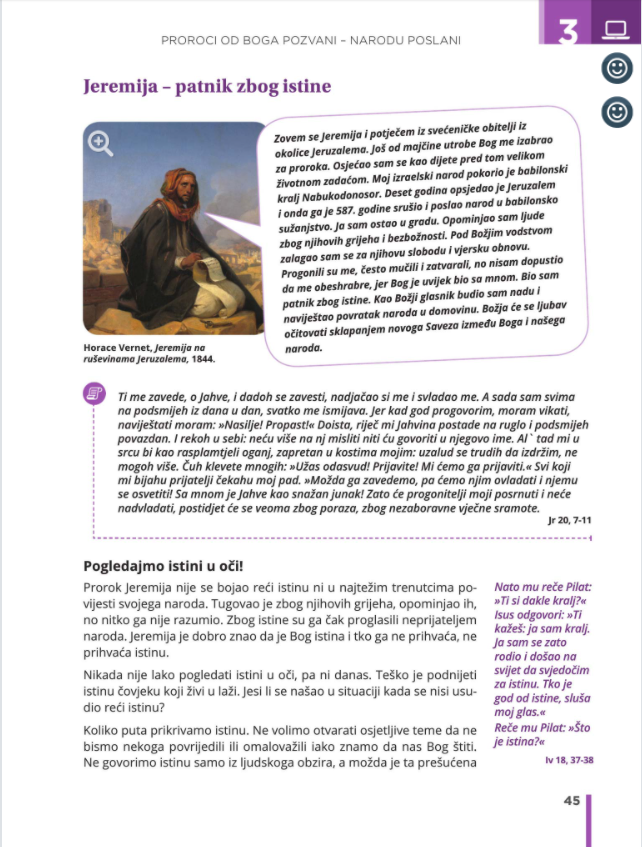 PROROCI OD BOGA POZVANI – NARODU POSLANI
3
Jeremija – patnik zbog istine
Zovem se Jeremija i potječem iz svećeničke obitelji iz
okolice Jeruzalema. Još od majčine utrobe Bog me izabrao
za proroka. Osjećao sam se kao dijete pred tom velikom
životnom zadaćom. Moj izraelski narod pokorio je babilonski
kralj Nabukodonosor. Deset godina opsjedao je Jeruzalem
i onda ga je 587. godine srušio i poslao narod u babilonsko
sužanjstvo. Ja sam ostao u gradu. Opominjao sam ljude
zbog njihovih grijeha i bezbožnosti. Pod Božjim vodstvom
zalagao sam se za njihovu slobodu i vjersku obnovu.
Progonili su me, često mučili i zatvarali, no nisam dopustio
da me obeshrabre, jer Bog je uvijek bio sa mnom. Bio sam
patnik zbog istine. Kao Božji glasnik budio sam nadu i
naviještao povratak naroda u domovinu. Božja će se ljubav
očitovati sklapanjem novoga Saveza između Boga i našega
naroda.
Horace Vernet, Jeremija na
ruševinama Jeruzalema, 1844.
Ti me zavede, o Jahve, i dadoh se zavesti, nadjačao si me i svladao me. A sada sam svima
na podsmijeh iz dana u dan, svatko me ismijava. Jer kad god progovorim, moram vikati,
naviještati moram: »Nasilje! Propast!« Doista, riječ mi Jahvina postade na ruglo i podsmijeh
povazdan. I rekoh u sebi: neću više na nj misliti niti ću govoriti u njegovo ime. Al` tad mi u
srcu bi kao rasplamtjeli oganj, zapretan u kostima mojim: uzalud se trudih da izdržim, ne
mogoh više. Čuh klevete mnogih: »Užas odasvud! Prijavite! Mi ćemo ga prijaviti.« Svi koji
mi bijahu prijatelji čekahu moj pad. »Možda ga zavedemo, pa ćemo njim ovladati i njemu
se osvetiti! Sa mnom je Jahve kao snažan junak! Zato će progonitelji moji posrnuti i neće
nadvladati, postidjet će se veoma zbog poraza, zbog nezaboravne vječne sramote.
Jr 20, 7-11
Pogledajmo istini u oči!
Prorok Jeremija nije se bojao reći istinu ni u najtežim trenutcima po-
vijesti svojega naroda. Tugovao je zbog njihovih grijeha, opominjao ih,
no nitko ga nije razumio. Zbog istine su ga čak proglasili neprijateljem
naroda. Jeremija je dobro znao da je Bog istina i tko ga ne prihvaća, ne
prihvaća istinu.
Nikada nije lako pogledati istini u oči, pa ni danas. Teško je podnijeti
istinu čovjeku koji živi u laži. Jesi li se našao u situaciji kada se nisi usu-
dio reći istinu?
Koliko puta prikrivamo istinu. Ne volimo otvarati osjetljive teme da ne
bismo nekoga povrijedili ili omalovažili iako znamo da nas Bog štiti.
Ne govorimo istinu samo iz ljudskoga obzira, a možda je ta prešućena
Nato mu reče Pilat:
»Ti si dakle kralj?«
Isus odgovori: »Ti
kažeš: ja sam kralj.
Ja sam se zato
rodio i došao na
svijet da svjedočim
za istinu. Tko je
god od istine, sluša
moj glas.«
Reče mu Pilat: »Što
je istina?«
Iv 18, 37-38
45